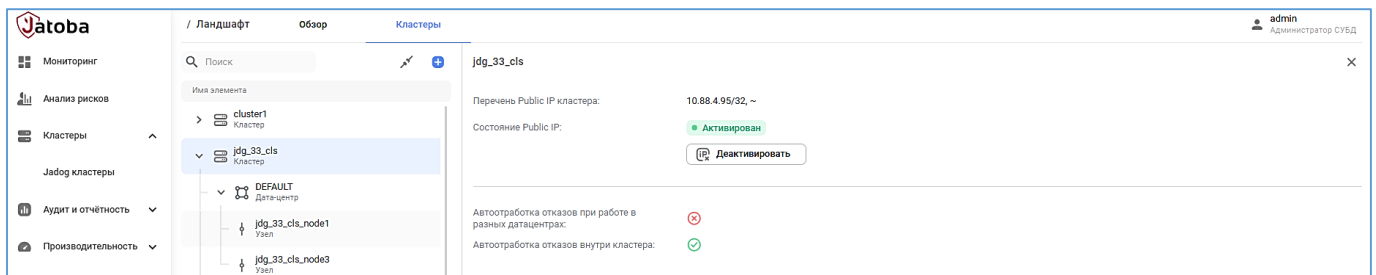 Jatoba
/ Ландшафт
Обзор
Кластеры
admin
Администратор СУБД
Мониторинг
Анализ рисков
Кластеры
Jadog кластеры
Аудит и отчётность
Производительность
Поиск
Имя элемента
cluster1
Кластер
jdg_33_cls
Кластер
DEFAULT
Дата-центр
jdg_33_cls_node1
Узел
jdg_33_cls_node3
Узел
jdg_33_cls
Перечень Public IP кластера:
10.88.4.95/32, ~
Состояние Public IP:
Активирован
IP Деактивировать
Автоотработка отказов при работе в
разных датацентрах:
Автоотработка отказов внутри кластера: